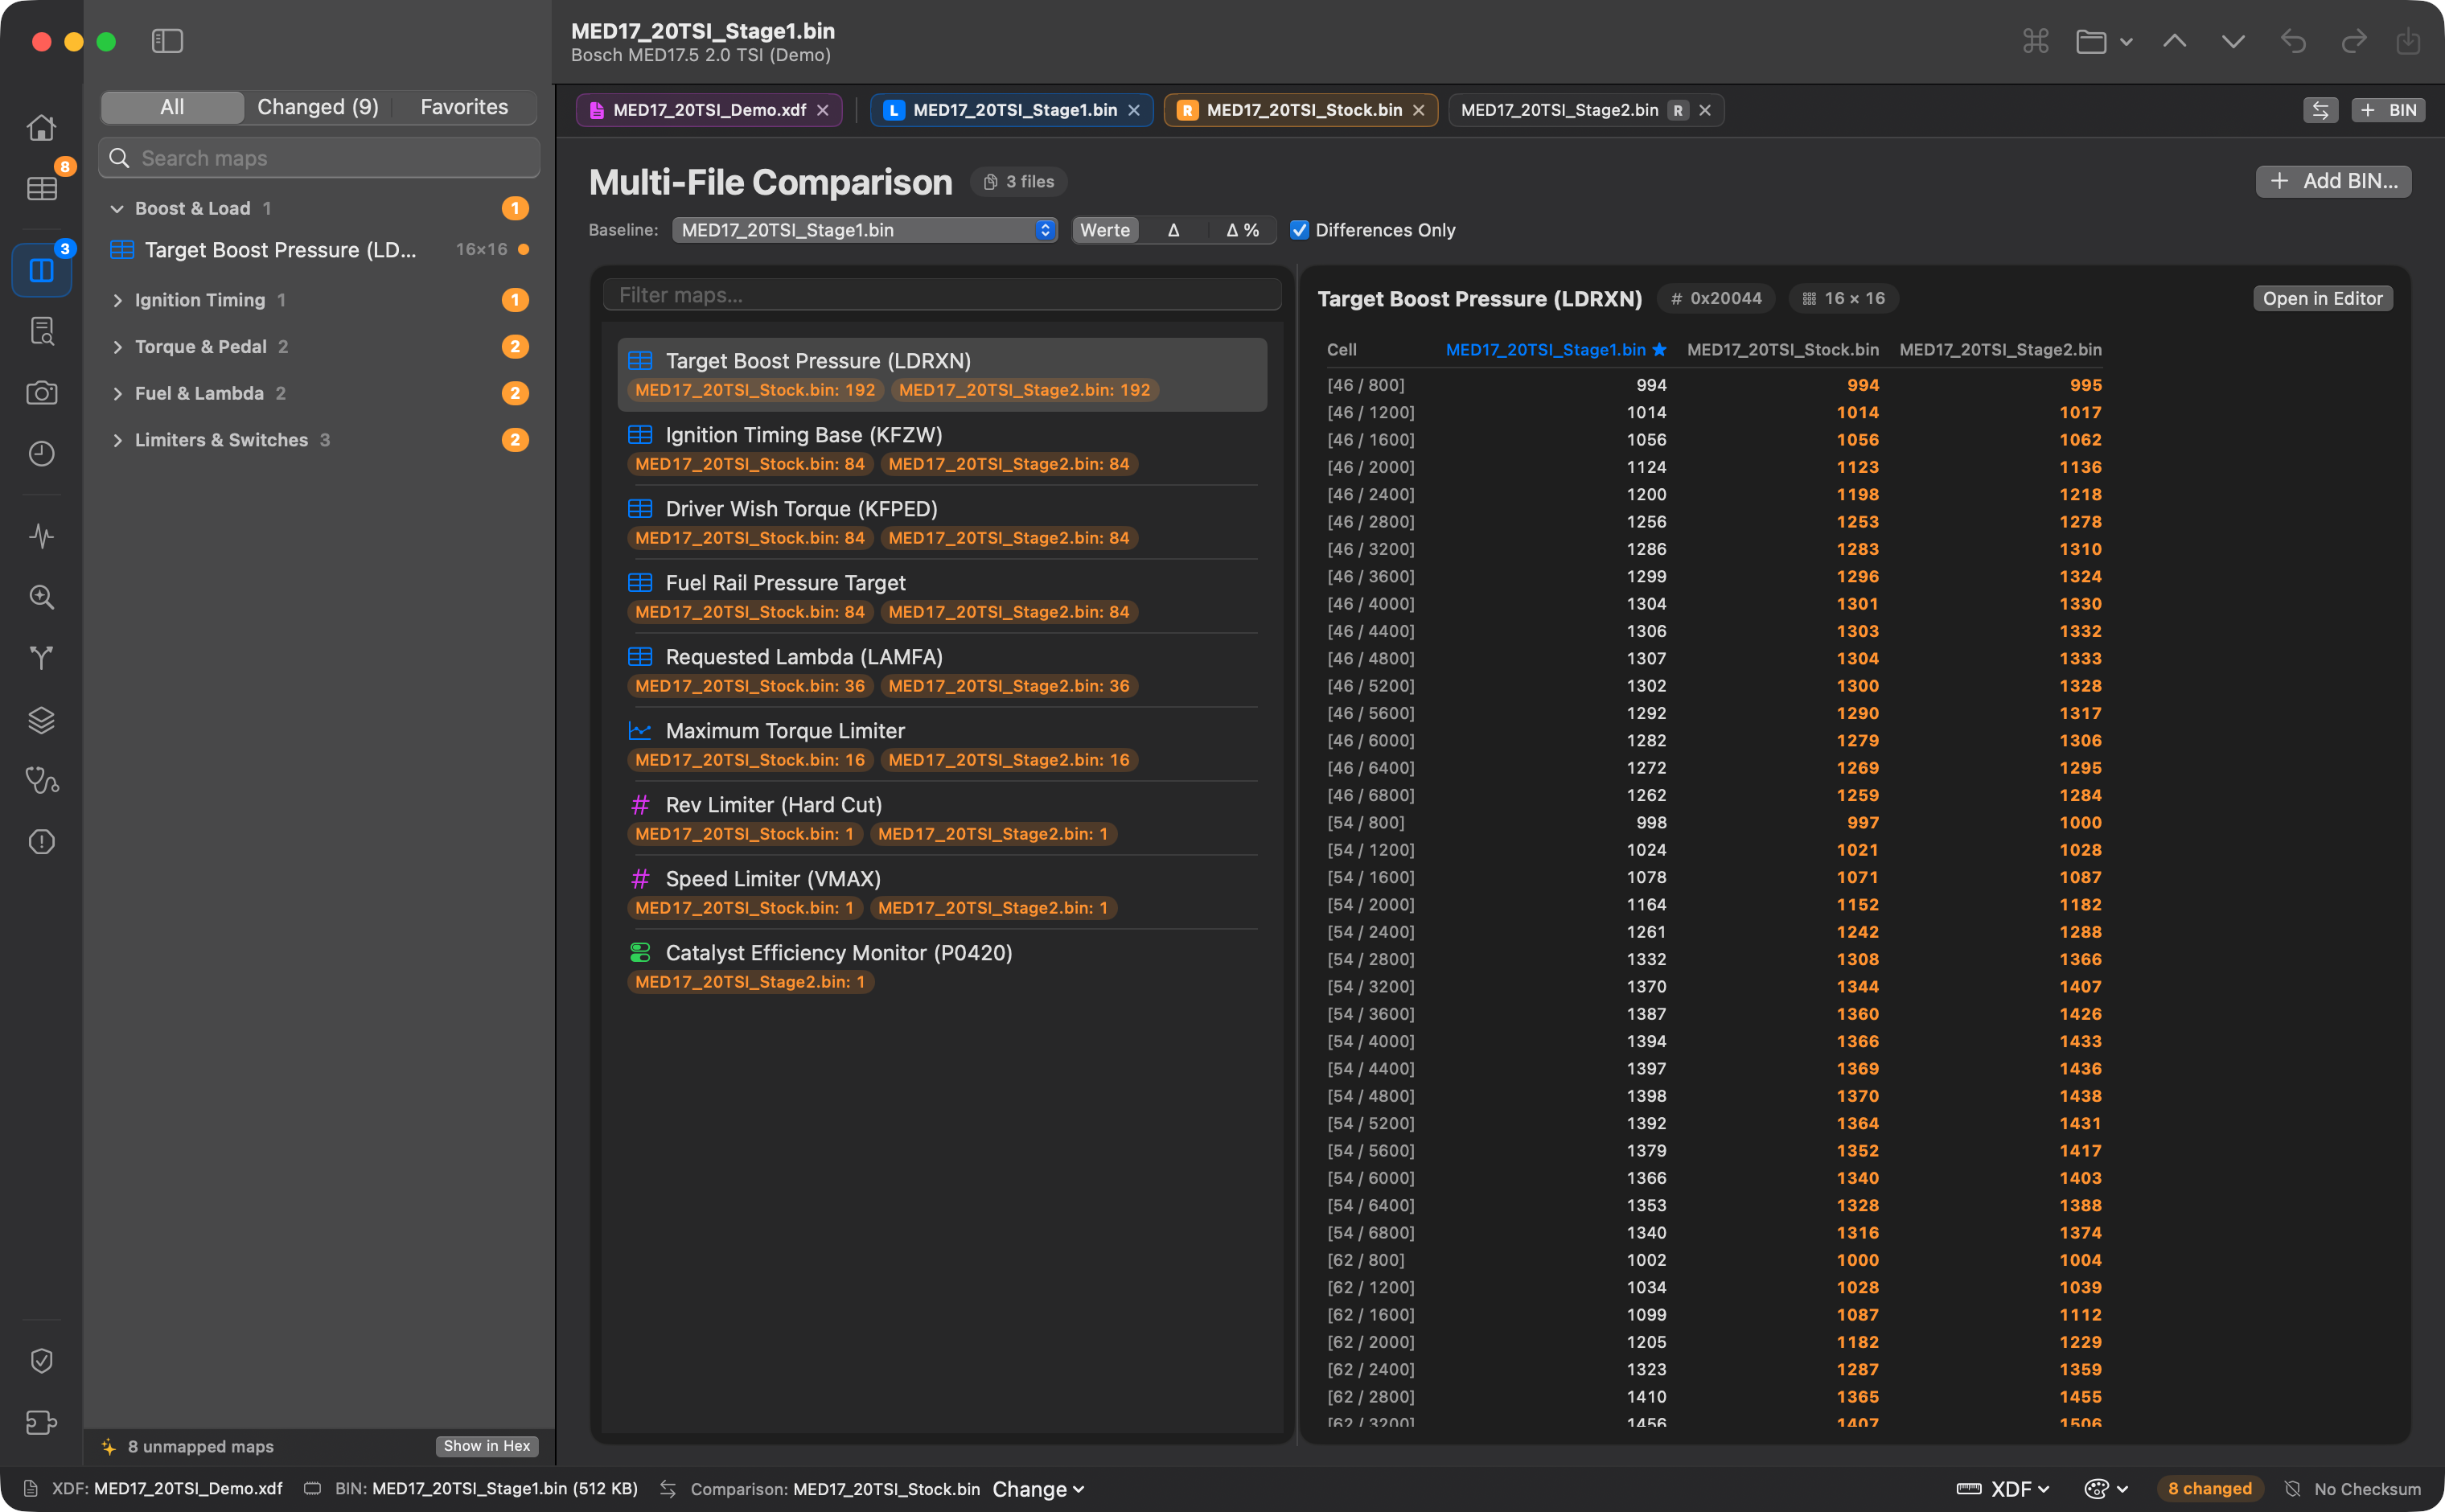 MED17_20TSI_Stage1.bin
Bosch MED17.5 2.0 TSI (Demo)
All
Changed (9)
Favorites
MED17_20TSI_Demo.xdf
L MED17_20TSI_Stage1.bin
R MED17_20TSI_Stock.bin
MED17_20TSI_Stage2.bin R
BIN
Search maps
8
3
Boost & Load 1
1
Target Boost Pressure (LD... 16×16
Ignition Timing 1
1
Torque & Pedal 2
2
Fuel & Lambda 2
2
Limiters & Switches 3
2
8 unmapped maps
Show in Hex
Multi-File Comparison
3 files
Add BIN...
Baseline: MED17_20TSI_Stage1.bin
Werte Δ Δ %
Differences Only
Filter maps...
Target Boost Pressure (LDRXN)
MED17_20TSI_Stock.bin: 192 MED17_20TSI_Stage2.bin: 192
Ignition Timing Base (KFZW)
MED17_20TSI_Stock.bin: 84 MED17_20TSI_Stage2.bin: 84
Driver Wish Torque (KFPED)
MED17_20TSI_Stock.bin: 84 MED17_20TSI_Stage2.bin: 84
Fuel Rail Pressure Target
MED17_20TSI_Stock.bin: 84 MED17_20TSI_Stage2.bin: 84
Requested Lambda (LAMFA)
MED17_20TSI_Stock.bin: 36 MED17_20TSI_Stage2.bin: 36
Maximum Torque Limiter
MED17_20TSI_Stock.bin: 16 MED17_20TSI_Stage2.bin: 16
Rev Limiter (Hard Cut)
MED17_20TSI_Stock.bin: 1 MED17_20TSI_Stage2.bin: 1
Speed Limiter (VMAX)
MED17_20TSI_Stock.bin: 1 MED17_20TSI_Stage2.bin: 1
Catalyst Efficiency Monitor (P0420)
MED17_20TSI_Stage2.bin: 1
Target Boost Pressure (LDRXN) # 0x20044 16 × 16
Open in Editor
Cell MED17_20TSI_Stage1.bin ★ MED17_20TSI_Stock.bin MED17_20TSI_Stage2.bin
[46 / 800] 994 994 995
[46 / 1200] 1014 1014 1017
[46 / 1600] 1056 1056 1062
[46 / 2000] 1124 1123 1136
[46 / 2400] 1200 1198 1218
[46 / 2800] 1256 1253 1278
[46 / 3200] 1286 1283 1310
[46 / 3600] 1299 1296 1324
[46 / 4000] 1304 1301 1330
[46 / 4400] 1306 1303 1332
[46 / 4800] 1307 1304 1333
[46 / 5200] 1302 1300 1328
[46 / 5600] 1292 1290 1317
[46 / 6000] 1282 1279 1306
[46 / 6400] 1272 1269 1295
[46 / 6800] 1262 1259 1284
[54 / 800] 998 997 1000
[54 / 1200] 1024 1021 1028
[54 / 1600] 1078 1071 1087
[54 / 2000] 1164 1152 1182
[54 / 2400] 1261 1242 1288
[54 / 2800] 1332 1308 1366
[54 / 3200] 1370 1344 1407
[54 / 3600] 1387 1360 1426
[54 / 4000] 1394 1366 1433
[54 / 4400] 1397 1369 1436
[54 / 4800] 1398 1370 1438
[54 / 5200] 1392 1364 1431
[54 / 5600] 1379 1352 1417
[54 / 6000] 1366 1340 1403
[54 / 6400] 1353 1328 1388
[54 / 6800] 1340 1316 1374
[62 / 800] 1002 1000 1004
[62 / 1200] 1034 1028 1039
[62 / 1600] 1099 1087 1112
[62 / 2000] 1205 1182 1229
[62 / 2400] 1323 1287 1359
[62 / 2800] 1410 1365 1455
[62 / 3200] 1456 1407 1506
XDF: MED17_20TSI_Demo.xdf
BIN: MED17_20TSI_Stage1.bin (512 KB)
Comparison: MED17_20TSI_Stock.bin
Change
XDF
8 changed
No Checksum